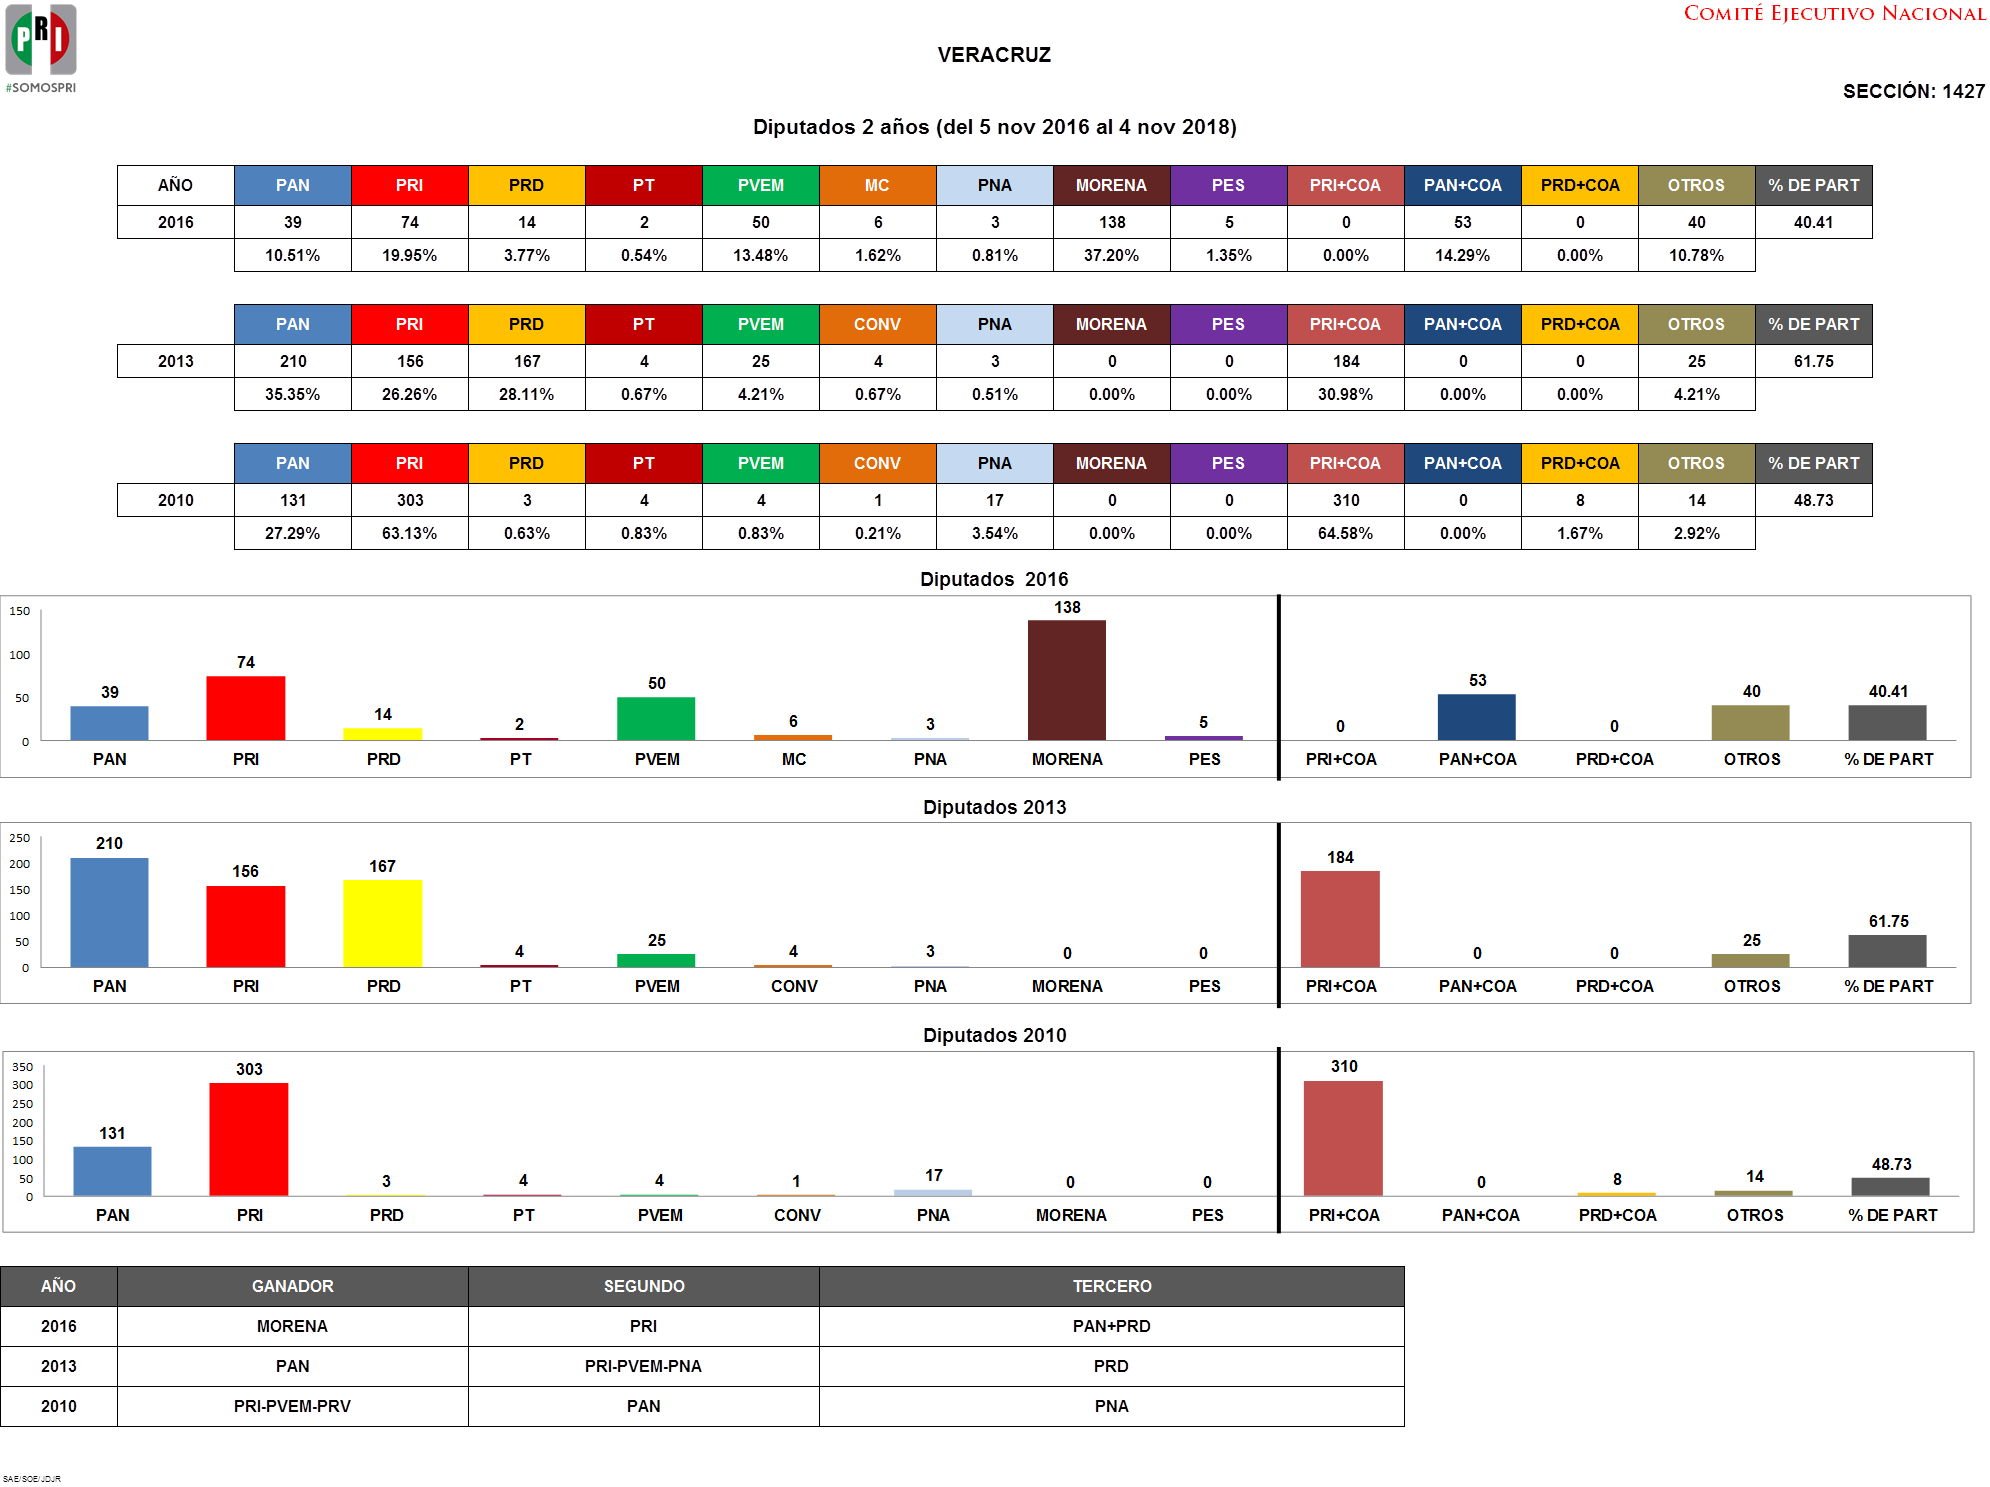 PRI
#SOMOSPRI
COMITÉ EJECUTIVO NACIONAL
VERACRUZ
SECCIÓN: 1427
Diputados 2 años (del 5 nov 2016 al 4 nov 2018)
AÑO PAN PRI PRD PT PVEM MC PNA MORENA PES PRI+COA PAN+COA PRD+COA OTROS % DE PART
2016 39 74 14 2 50 6 3 138 5 0 53 0 40 40.41
10.51% 19.95% 3.77% 0.54% 13.48% 1.62% 0.81% 37.20% 1.35% 0.00% 14.29% 0.00% 10.78%
PAN PRI PRD PT PVEM CONV PNA MORENA PES PRI+COA PAN+COA PRD+COA OTROS % DE PART
2013 210 156 167 4 25 4 3 0 0 184 0 0 25 61.75
35.35% 26.26% 28.11% 0.67% 4.21% 0.67% 0.51% 0.00% 0.00% 30.98% 0.00% 0.00% 4.21%
PAN PRI PRD PT PVEM CONV PNA MORENA PES PRI+COA PAN+COA PRD+COA OTROS % DE PART
2010 131 303 3 4 4 1 17 0 0 310 0 8 14 48.73
27.29% 63.13% 0.63% 0.83% 0.83% 0.21% 3.54% 0.00% 0.00% 64.58% 0.00% 1.67% 2.92%
Diputados 2016
150
100
50
0
39 74 14 2 50 6 3 138 5 0 53 0 40 40.41
PAN PRI PRD PT PVEM MC PNA MORENA PES PRI+COA PAN+COA PRD+COA OTROS % DE PART
Diputados 2013
250
200
150
100
50
0
210 156 167 4 25 4 3 0 0 184 0 0 25 61.75
PAN PRI PRD PT PVEM CONV PNA MORENA PES PRI+COA PAN+COA PRD+COA OTROS % DE PART
Diputados 2010
350
300
250
200
150
100
50
0
131 303 3 4 4 1 17 0 0 310 0 8 14 48.73
PAN PRI PRD PT PVEM CONV PNA MORENA PES PRI+COA PAN+COA PRD+COA OTROS % DE PART
AÑO GANADOR SEGUNDO TERCERO
2016 MORENA PRI PAN+PRD
2013 PAN PRI-PVEM-PNA PRD
2010 PRI-PVEM-PRV PAN PNA
SAE/SOE/JDJR